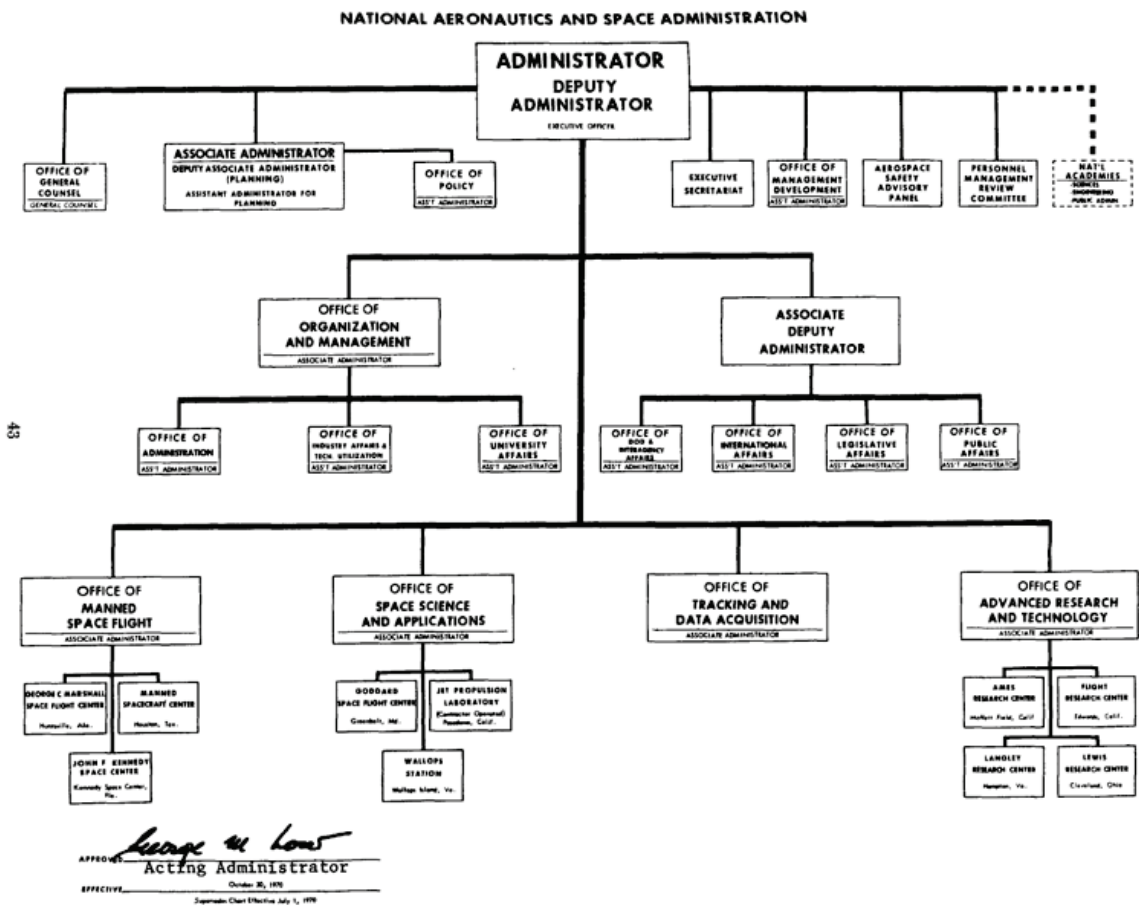 NATIONAL AERONAUTICS AND SPACE ADMINISTRATION
ADMINISTRATOR
DEPUTY
ADMINISTRATOR
EXECUTIVE OFFICER
OFFICE OF
GENERAL
COUNSEL
GENERAL COUNSEL
ASSOCIATE ADMINISTRATOR
DEPUTY ASSOCIATE ADMINISTRATOR
(PLANNING)
ASSISTANT ADMINISTRATOR FOR
PLANNING
OFFICE OF
POLICY
ASS'T ADMINISTRATOR
EXECUTIVE
SECRETARIAT
OFFICE OF
MANAGEMENT
DEVELOPMENT
ASS'T ADMINISTRATOR
AEROSPACE
SAFETY
ADVISORY
PANEL
PERSONNEL
MANAGEMENT
REVIEW
COMMITTEE
NAT'L
ACADEMIES
-SCIENCES
-ENGINEERING
-PUBLIC ADMIN
OFFICE OF
ORGANIZATION
AND MANAGEMENT
ASSOCIATE ADMINISTRATOR
ASSOCIATE
DEPUTY
ADMINISTRATOR
OFFICE OF
ADMINISTRATION
ASS'T ADMINISTRATOR
OFFICE OF
INDUSTRY AFFAIRS &
TECH. UTILIZATION
ASS'T ADMINISTRATOR
OFFICE OF
UNIVERSITY
AFFAIRS
ASS'T ADMINISTRATOR
OFFICE OF
DOD &
INTERAGENCY
AFFAIRS
ASS'T ADMINISTRATOR
OFFICE OF
INTERNATIONAL
AFFAIRS
ASS'T ADMINISTRATOR
OFFICE OF
LEGISLATIVE
AFFAIRS
ASS'T ADMINISTRATOR
OFFICE OF
PUBLIC
AFFAIRS
ASS'T ADMINISTRATOR
43
OFFICE OF
MANNED
SPACE FLIGHT
ASSOCIATE ADMINISTRATOR
OFFICE OF
SPACE SCIENCE
AND APPLICATIONS
ASSOCIATE ADMINISTRATOR
OFFICE OF
TRACKING AND
DATA ACQUISITION
ASSOCIATE ADMINISTRATOR
OFFICE OF
ADVANCED RESEARCH
AND TECHNOLOGY
ASSOCIATE ADMINISTRATOR
GEORGE C MARSHALL
SPACE FLIGHT CENTER
Huntsville, Ala.
MANNED
SPACECRAFT CENTER
Houston, Tex.
JOHN F KENNEDY
SPACE CENTER
Kennedy Space Center,
Fla.
GODDARD
SPACE FLIGHT CENTER
Greenbelt, Md.
JET PROPULSION
LABORATORY
(Contractor Operated)
Pasadena, Calif.
WALLOPS
STATION
Wallops Island, Va.
AMES
RESEARCH CENTER
Moffett Field, Calif
FLIGHT
RESEARCH CENTER
Edwards, Calif.
LANGLEY
RESEARCH CENTER
Hampton, Va.
LEWIS
RESEARCH CENTER
Cleveland, Ohio
APPROVED George M Low
Acting Administrator
EFFECTIVE October 30, 1970
Supersedes Chart Effective July 1, 1970